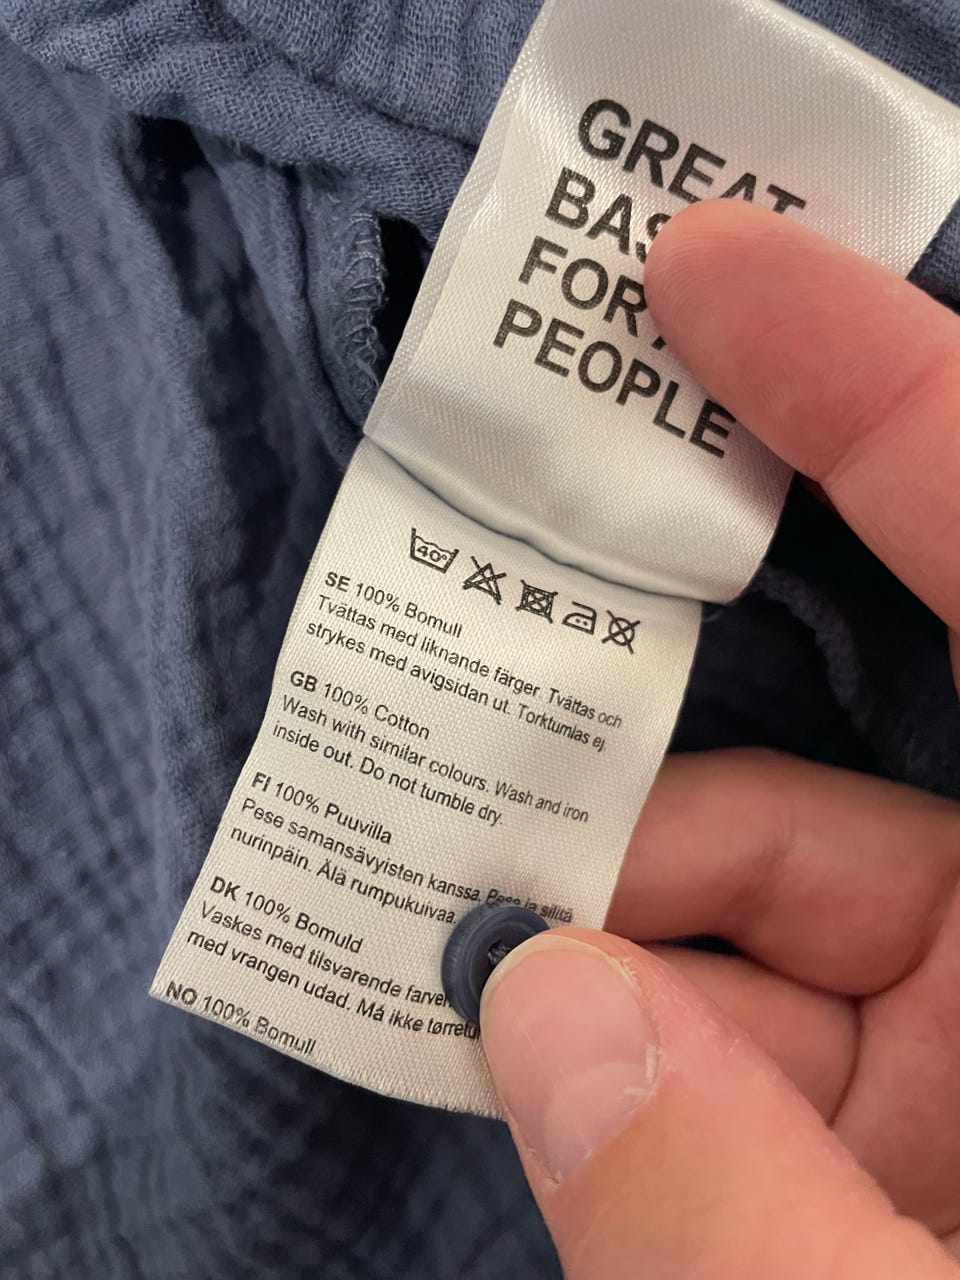 GREAT
FOR
PEOPLE
40°
SE 100% Bomull
Tvättas med liknande färger. Tvättas och
strykes med avigsidan ut. Torktumlas ej.
GB 100% Cotton
Wash with similar colours. Wash and iron
inside out. Do not tumble dry.
FI 100% Puuvilla
Pese samansävyisten kanssa. Pese ja silitä
nurinpäin. Älä rumpukuivaa.
DK 100% Bomuld
Vaskes med tilsvarende farver
med vrangen udad. Må ikke
NO 100% Bomull